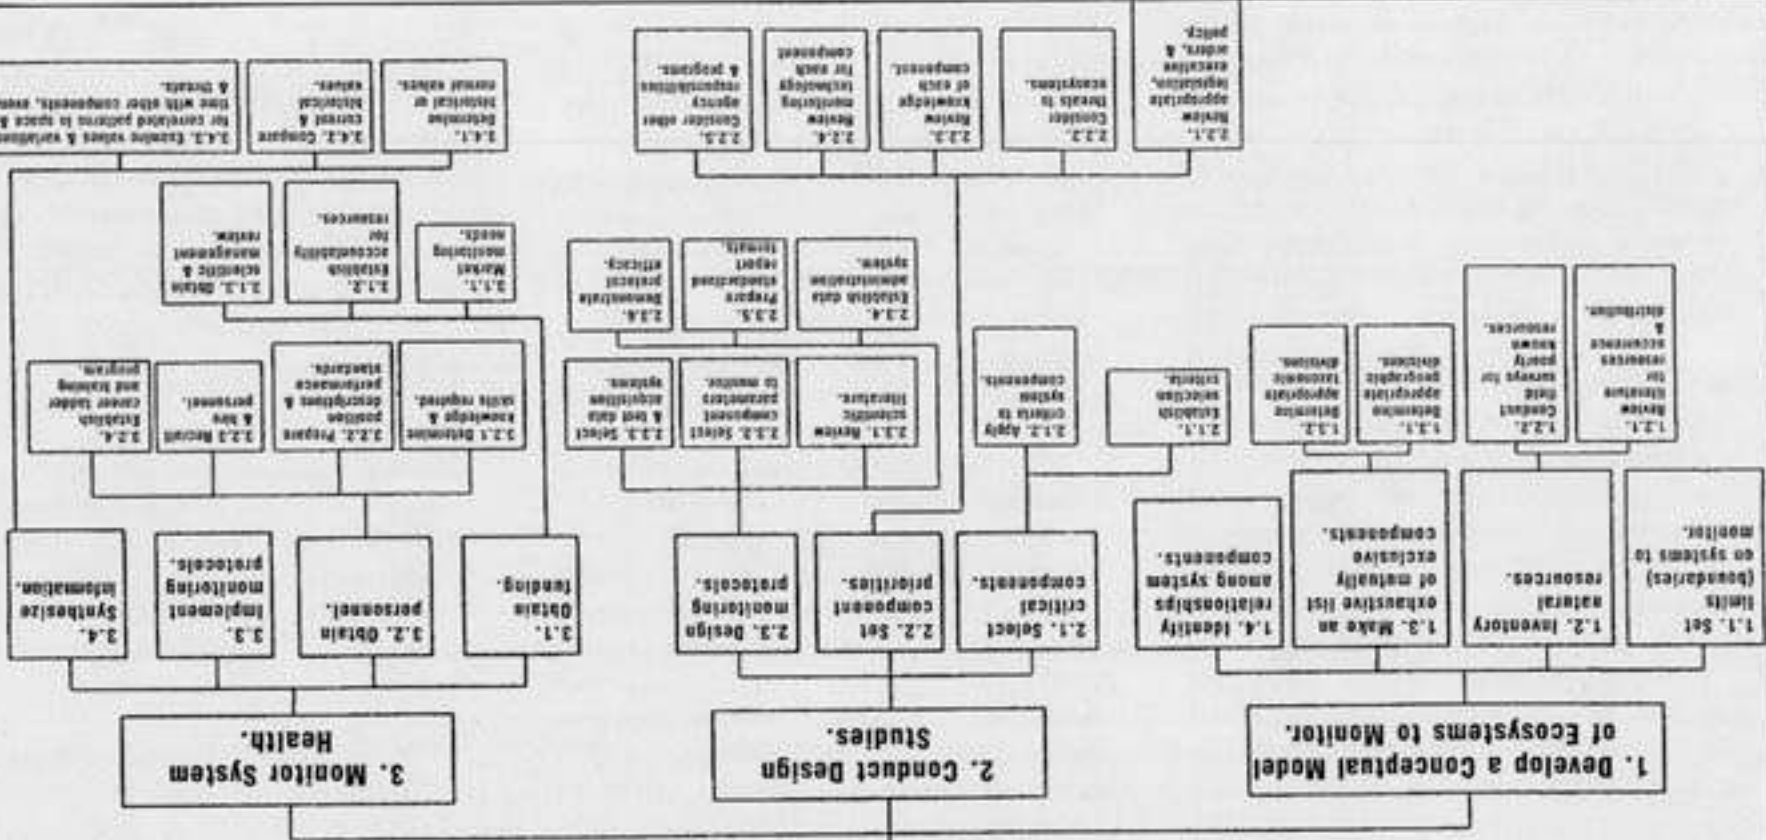 1. Develop a Conceptual Model
of Ecosystems to Monitor.
2. Conduct Design
Studies.
3. Monitor System
Health.
1.1. Set
limits
(boundaries)
on systems to
monitor.
1.2. Inventory
natural
resources.
1.3. Make an
exhaustive list
of mutually
exclusive
components.
1.4. Identify
relationships
among system
components.
2.1. Select
critical
components.
2.2. Set
component
priorities.
2.3. Design
monitoring
protocols.
3.1.
Obtain
funding.
3.2. Obtain
personnel.
3.3.
Implement
monitoring
protocols.
3.4.
Synthesize
information.
1.2.1.
Review
literature
for
resources
occurrence
&
distribution.
1.2.2.
Conduct
field
surveys for
poorly
known
resources.
1.3.1.
Determine
appropriate
geographic
divisions.
1.3.2.
Determine
appropriate
taxonomic
divisions.
2.1.1.
Establish
selection
criteria.
2.1.2. Apply
criteria to
system
components.
2.3.1. Review
scientific
literature.
2.3.2. Select
component
parameters
to monitor.
2.3.3. Select
& test data
acquisition
systems.
3.2.1 Determine
knowledge &
skills required.
3.2.2. Prepare
position
descriptions &
performance
standards.
3.2.3 Recruit
& hire
personnel.
3.2.4.
Establish
career ladder
and training
program.
2.3.4.
Establish data
administration
system.
2.3.5.
Prepare
standardized
report
formats.
2.3.6.
Demonstrate
protocol
efficacy.
3.1.1.
Market
monitoring
needs.
3.1.2.
Establish
accountability
for
resources.
3.1.3. Obtain
scientific &
management
review.
2.2.1.
Review
appropriate
legislation,
executive
orders, &
policy.
2.2.2.
Consider
threats to
ecosystems.
2.2.3.
Review
knowledge
of each
component.
2.2.4.
Review
monitoring
technology
for each
component
2.2.5.
Consider other
agency
responsibilities
& programs.
3.4.1.
Determine
historical or
normal values.
3.4.2. Compare
current &
historical
values.
3.4.3. Examine values & variations
for correlated patterns in space &
time with other components,
& threats.